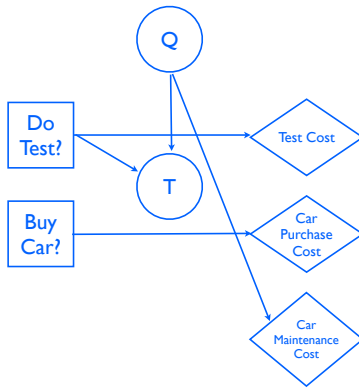 Q
Do
Test?
Test Cost
T
Buy
Car?
Car
Purchase
Cost
Car
Maintenance
Cost